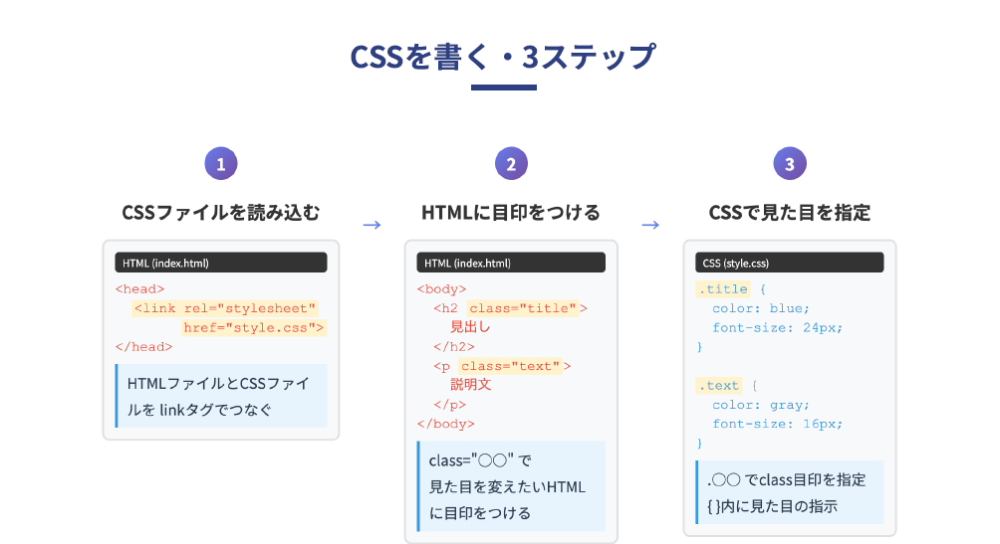 CSSを書く・3ステップ
1
CSSファイルを読み込む
HTML (index.html)
<head>
<link rel="stylesheet"
href="style.css">
</head>
HTMLファイルとCSSファイ
ルを linkタグでつなぐ
→
2
HTMLに目印をつける
HTML (index.html)
<body>
<h2 class="title">
見出し
</h2>
<p class="text">
説明文
</p>
</body>
class="○○" で
見た目を変えたいHTML
に目印をつける
→
3
CSSで見た目を指定
CSS (style.css)
.title {
color: blue;
font-size: 24px;
}
.text {
color: gray;
font-size: 16px;
}
.○○ でclass目印を指定
{ }内に見た目の指示